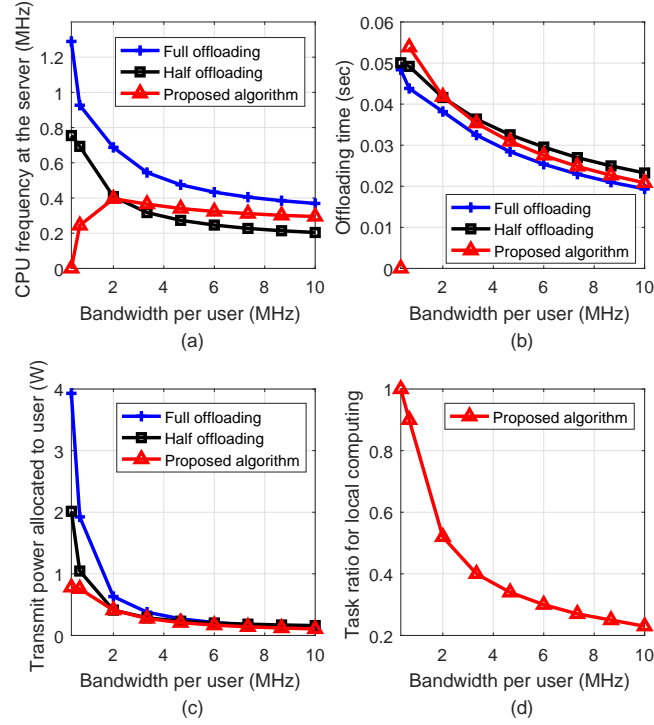 CPU frequency at the server (MHz)
1.2
1
0.8
0.6
0.4
0.2
0
Full offloading
Half offloading
Proposed algorithm
2
4
6
8
10
Bandwidth per user (MHz)
(a)
Offloading time (sec)
0.06
0.05
0.04
0.03
0.02
0.01
0
Full offloading
Half offloading
Proposed algorithm
2
4
6
8
10
Bandwidth per user (MHz)
(b)
Transmit power allocated to user (W)
4
3
2
1
0
Full offloading
Half offloading
Proposed algorithm
2
4
6
8
10
Bandwidth per user (MHz)
(c)
Task ratio for local computing
1
0.8
0.6
0.4
0.2
Proposed algorithm
2
4
6
8
10
Bandwidth per user (MHz)
(d)